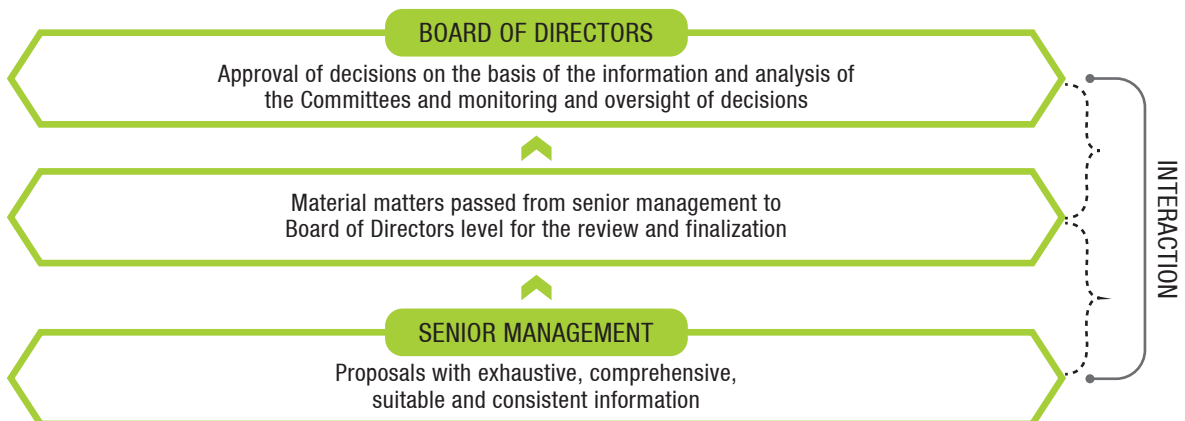 BOARD OF DIRECTORS
Approval of decisions on the basis of the information and analysis of
the Committees and monitoring and oversight of decisions
Material matters passed from senior management to
Board of Directors level for the review and finalization
SENIOR MANAGEMENT
Proposals with exhaustive, comprehensive,
suitable and consistent information
INTERACTION